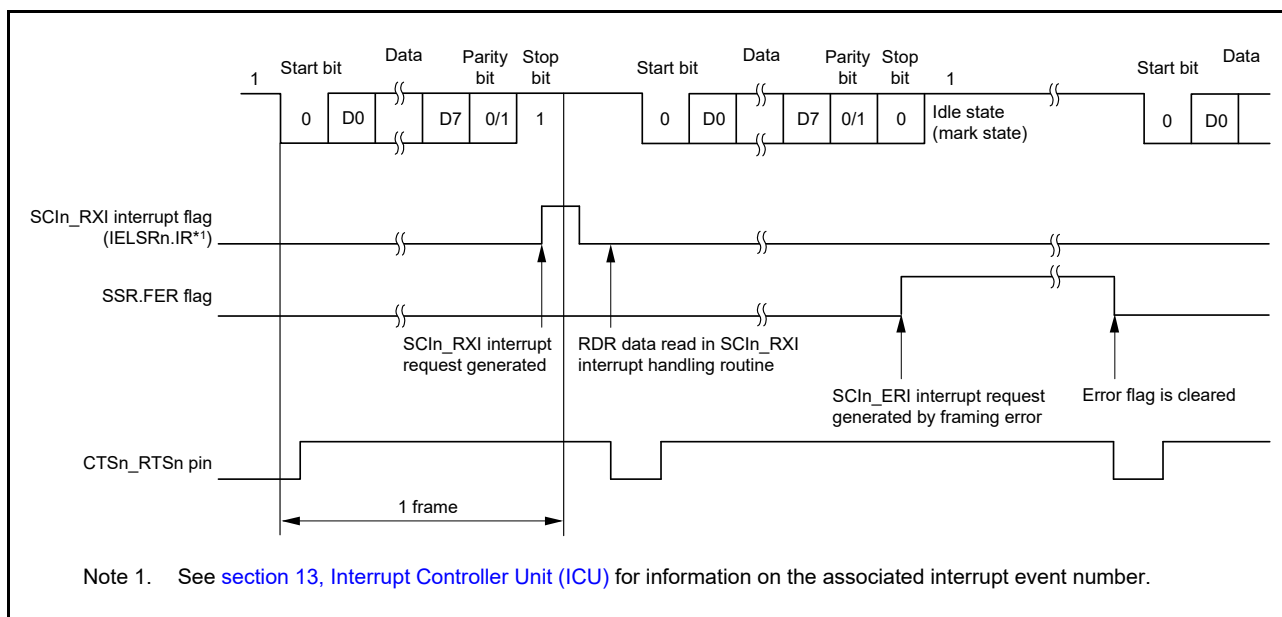 Start bit
Data
Parity
bit
Stop
bit
Start bit
Data
Parity
bit
Stop
bit
1
Start bit
Data
1
0
D0
D7
0/1
1
0
D0
D7
0/1
0
Idle state
(mark state)
0
D0
SCIn_RXI interrupt flag
(IELSRn.IR*1)
SSR.FER flag
SCIn_RXI interrupt
request generated
RDR data read in SCIn_RXI
interrupt handling routine
SCIn_ERI interrupt request
generated by framing error
Error flag is cleared
CTSn_RTSn pin
1 frame
Note 1. See section 13, Interrupt Controller Unit (ICU) for information on the associated interrupt event number.